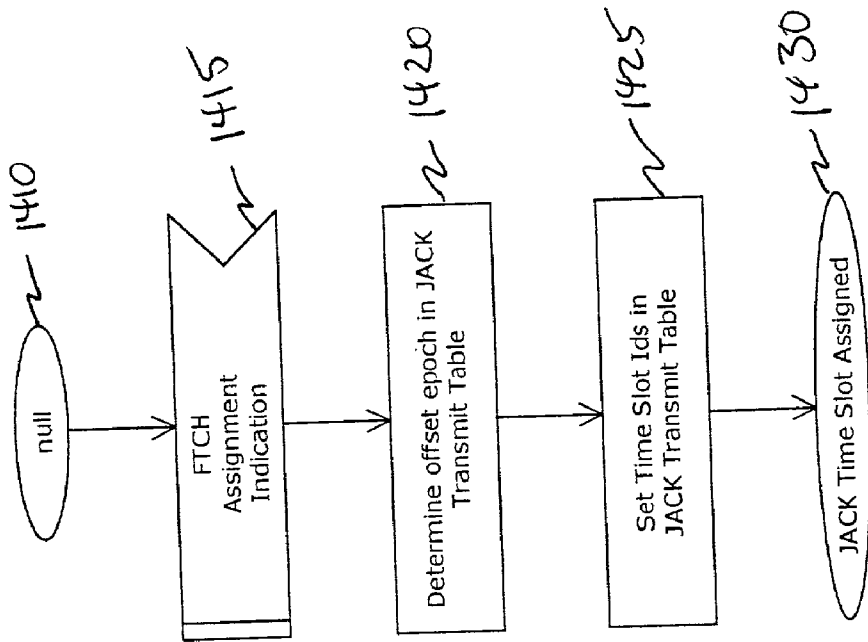 null
1410
FTCH
Assignment
Indication
1415
Determine offset epoch in JACK
Transmit Table
1420
Set Time Slot Ids in
JACK Transmit Table
1425
JACK Time Slot Assigned
1430